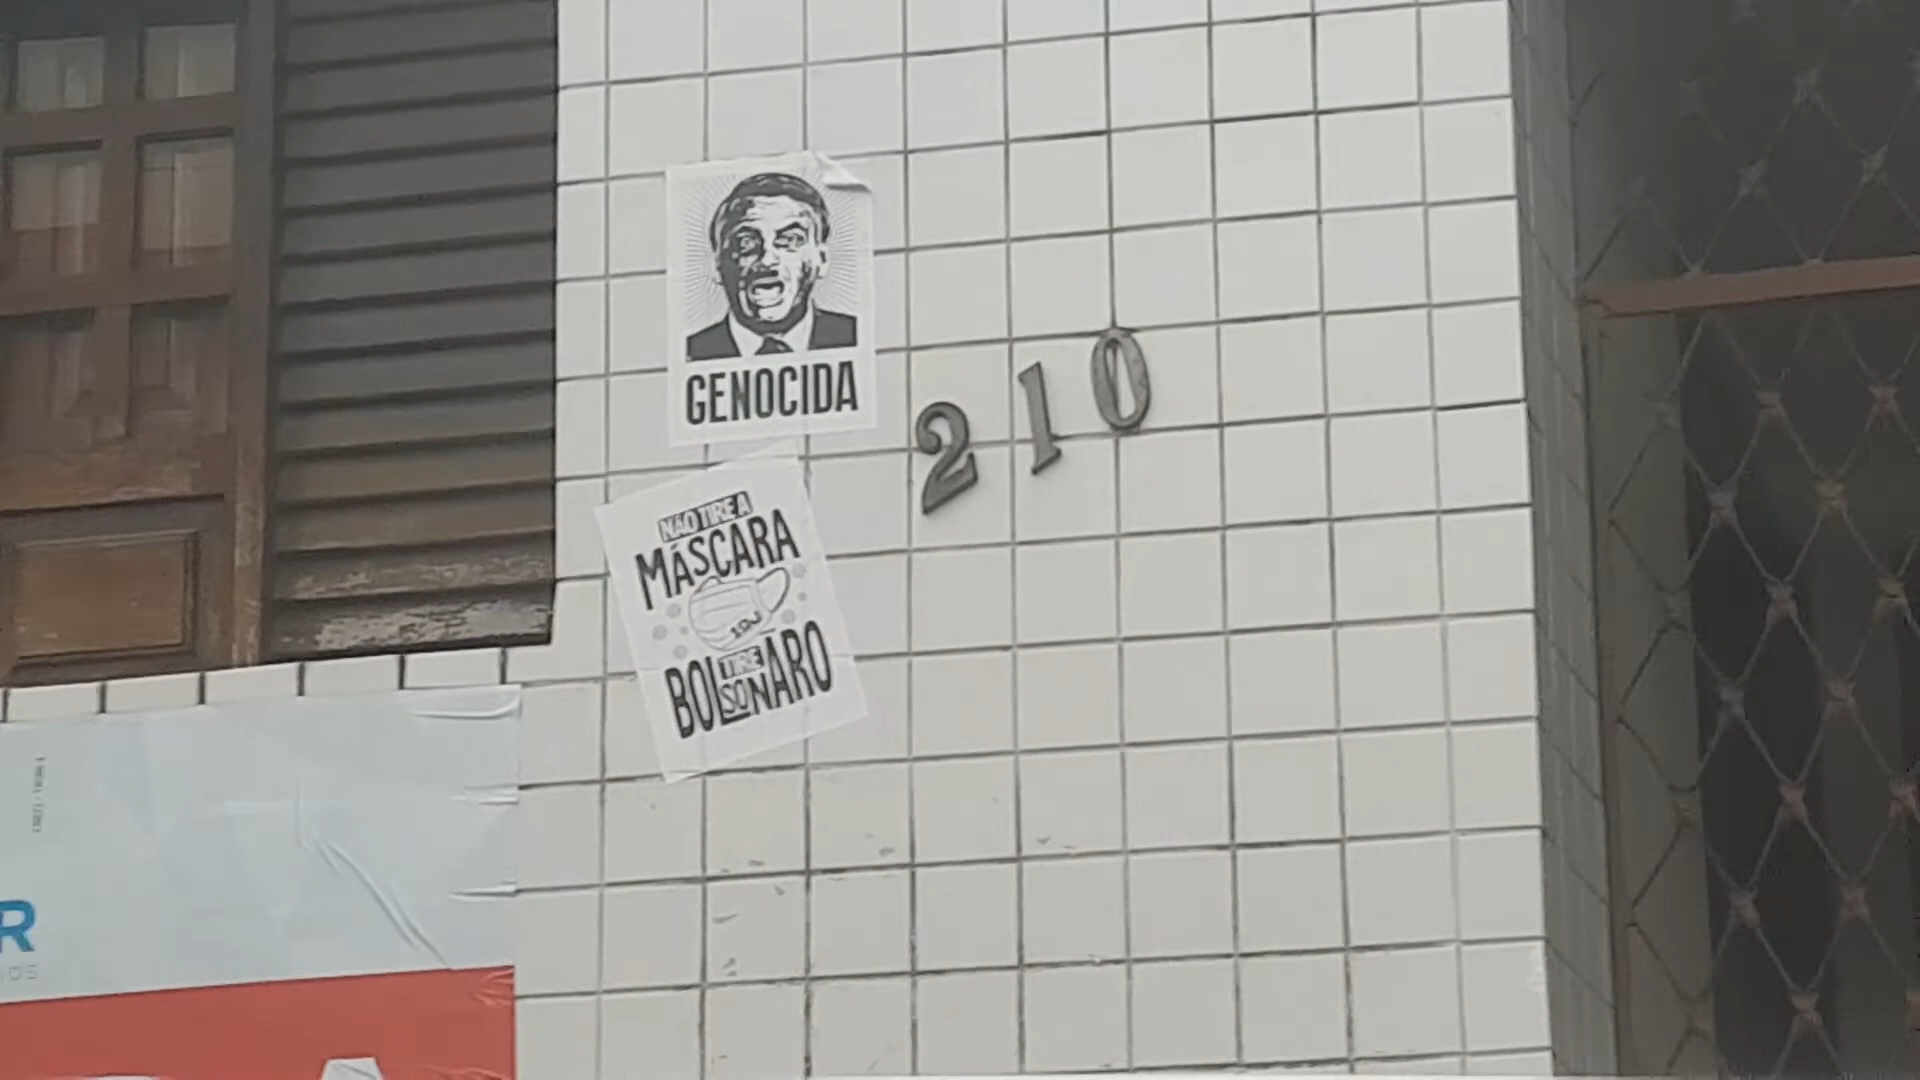 GENOCIDA
210
NÃO TIRE A
MÁSCARA
TIRE
BOLSONARO
R